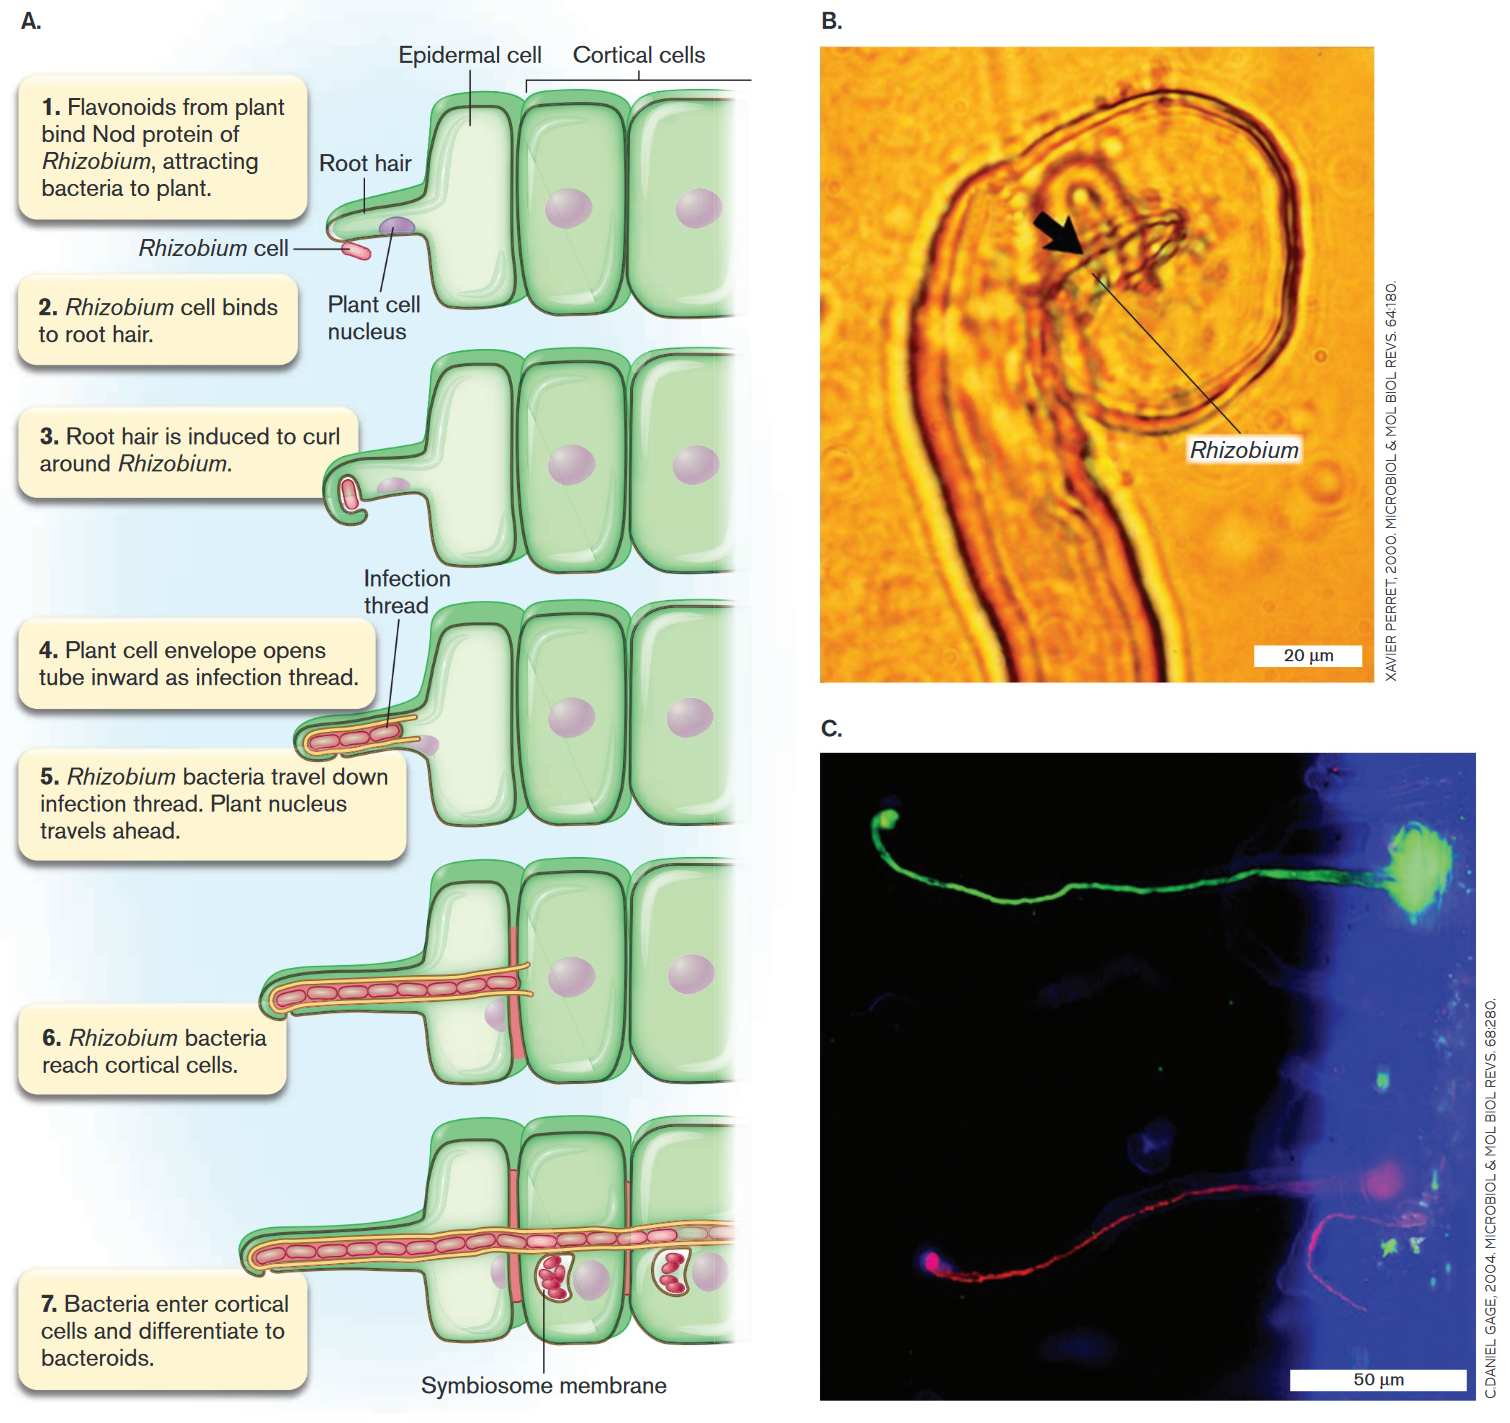 A.
Epidermal cell
Cortical cells
1. Flavonoids from plant
bind Nod protein of
Rhizobium, attracting
bacteria to plant.
Root hair
Rhizobium cell
Plant cell
nucleus
2. Rhizobium cell binds
to root hair.
3. Root hair is induced to curl
around Rhizobium.
Infection
thread
4. Plant cell envelope opens
tube inward as infection thread.
5. Rhizobium bacteria travel down
infection thread. Plant nucleus
travels ahead.
6. Rhizobium bacteria
reach cortical cells.
7. Bacteria enter cortical
cells and differentiate to
bacteroids.
Symbiosome membrane
B.
Rhizobium
20 µm
XAVIER PERRET, 2000. MICROBIOL & MOL BIOL REVS. 64:180.
C.
50 µm
C.DANIEL GAGE, 2004. MICROBIOL & MOL BIOL REVS. 68:280.